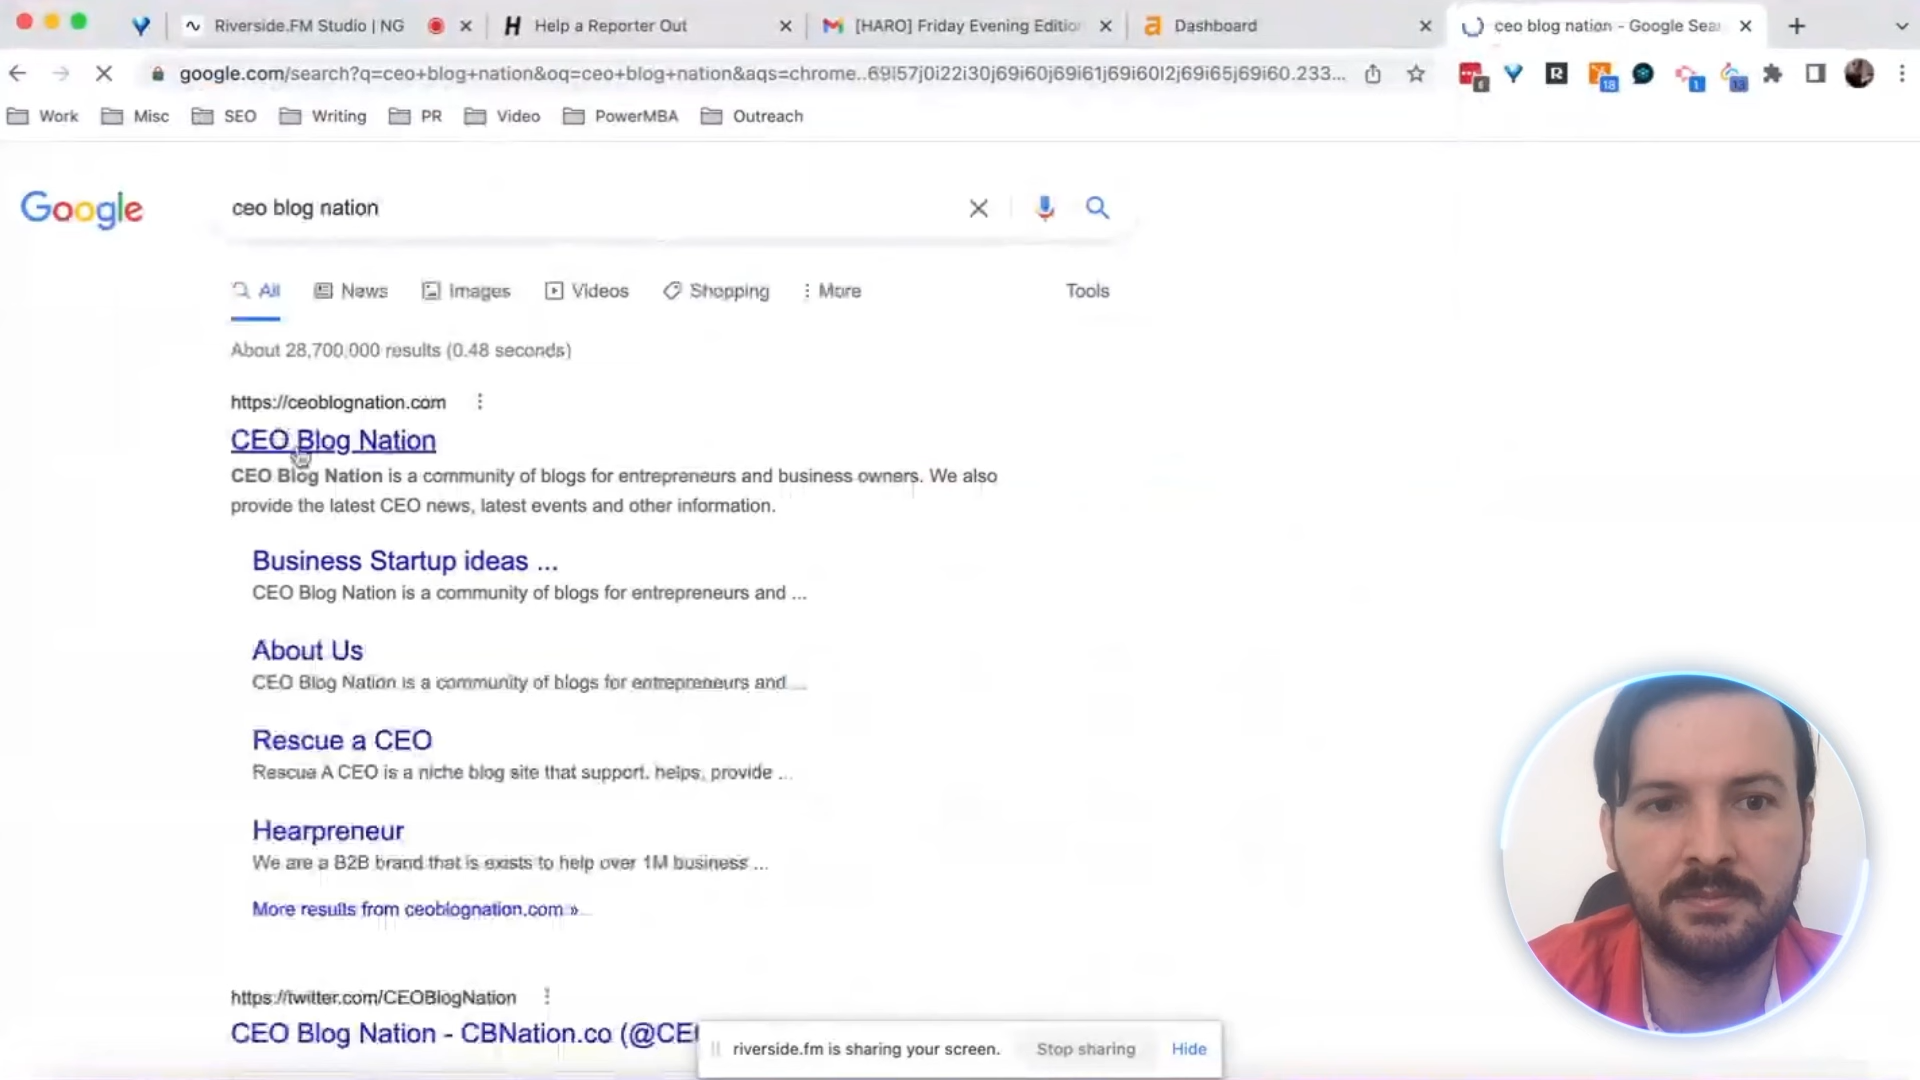 Riverside.FM Studio | NG
Help a Reporter Out
[HARO] Friday Evening Edition
Dashboard
ceo blog nation - Google Sear
google.com/search?q=ceo+blog+nation&oq=ceo+blog+nation&aqs=chrome..69i57j0i22i30j69i60j69i61j69i60l2j69i65j69i60.233...
6
18
1
13
Work
Misc
SEO
Writing
PR
Video
PowerMBA
Outreach
Google
ceo blog nation
All
News
Images
Videos
Shopping
More
Tools
About 28,700,000 results (0.48 seconds)
https://ceoblognation.com
CEO Blog Nation
CEO Blog Nation is a community of blogs for entrepreneurs and business owners. We also
provide the latest CEO news, latest events and other information.
Business Startup ideas ...
CEO Blog Nation is a community of blogs for entrepreneurs and ...
About Us
CEO Blog Nation is a community of blogs for entrepreneurs and ...
Rescue a CEO
Rescue A CEO is a niche blog site that support, helps, provide ...
Hearpreneur
We are a B2B brand that is exists to help over 1M business ...
More results from ceoblognation.com »
https://twitter.com/CEOBlogNation
CEO Blog Nation - CBNation.co (@CE
riverside.fm is sharing your screen.
Stop sharing
Hide